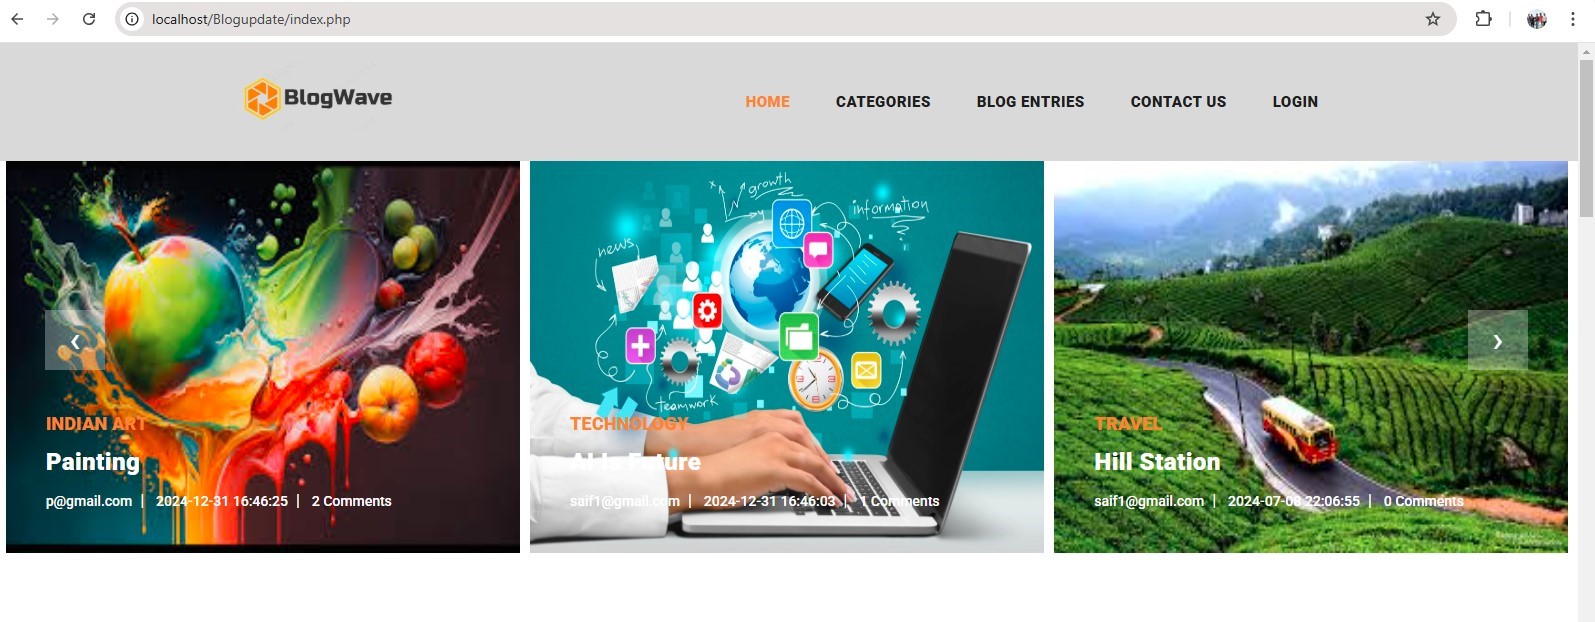 localhost/Blogupdate/index.php
BlogWave
HOME CATEGORIES BLOG ENTRIES CONTACT US LOGIN
growth
information
news
teamwork
INDIAN ART
Painting
p@gmail.com | 2024-12-31 16:46:25 | 2 Comments
TECHNOLOGY
AI Is Future
saif1@gmail.com | 2024-12-31 16:46:03 | 1 Comments
TRAVEL
Hill Station
saif1@gmail.com | 2024-07-08 22:06:55 | 0 Comments